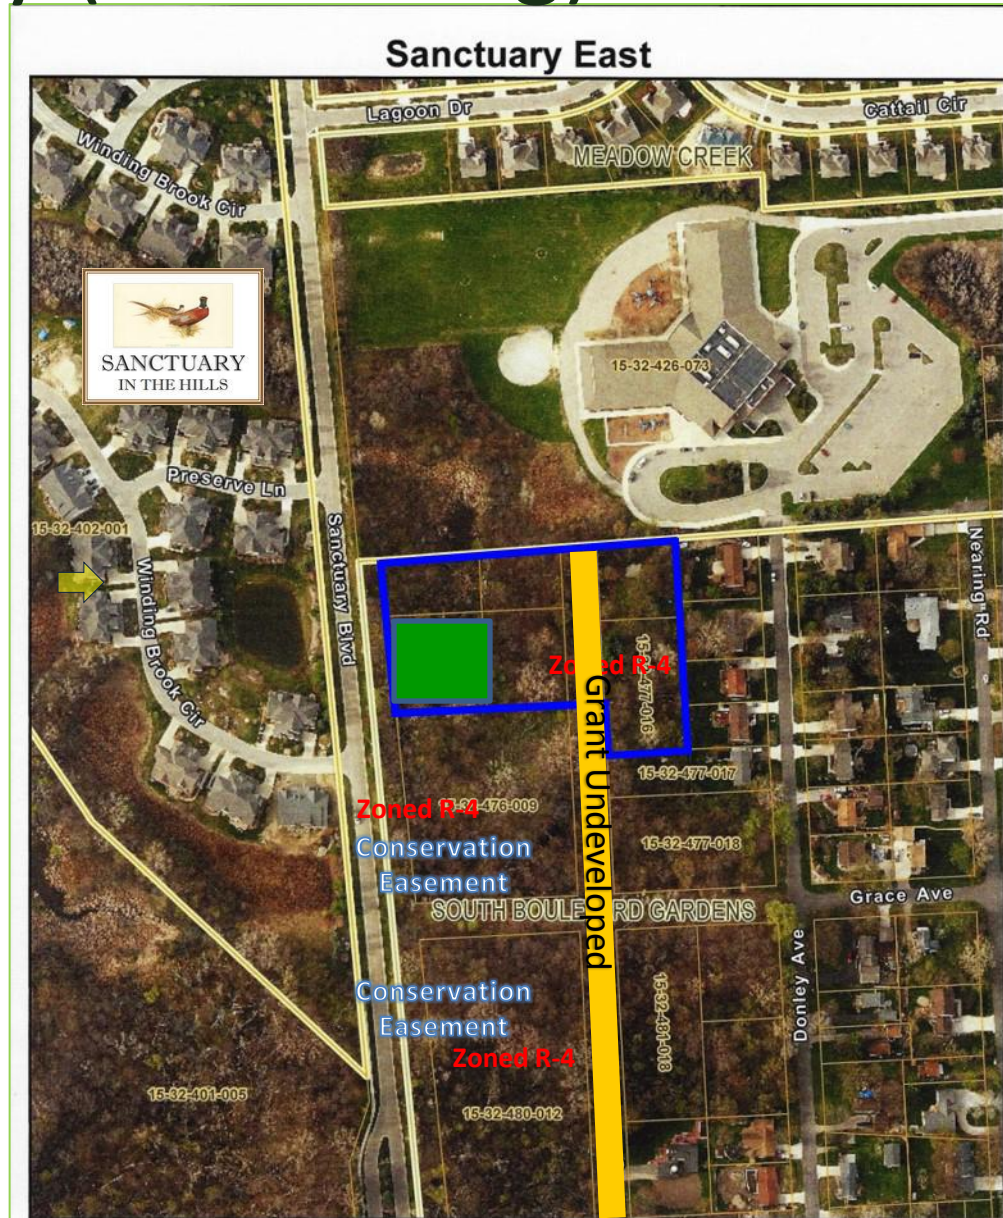 Sanctuary East
Lagoon Dr
Cattail Cir
Winding Brook Cir
MEADOW CREEK
SANCTUARY
IN THE HILLS
15-32-426-073
Preserve Ln
15-32-402-001
Sanctuary Blvd
Nearing Rd
Winding Brook Cir
Zoned R-4
15-32-477-016
Grant Undeveloped
15-32-477-017
Zoned R-4
15-32-476-009
15-32-477-018
Conservation
Easement
Grace Ave
SOUTH BOULEVARD GARDENS
Donley Ave
Conservation
Easement
15-32-481-018
Zoned R-4
15-32-401-005
15-32-480-012